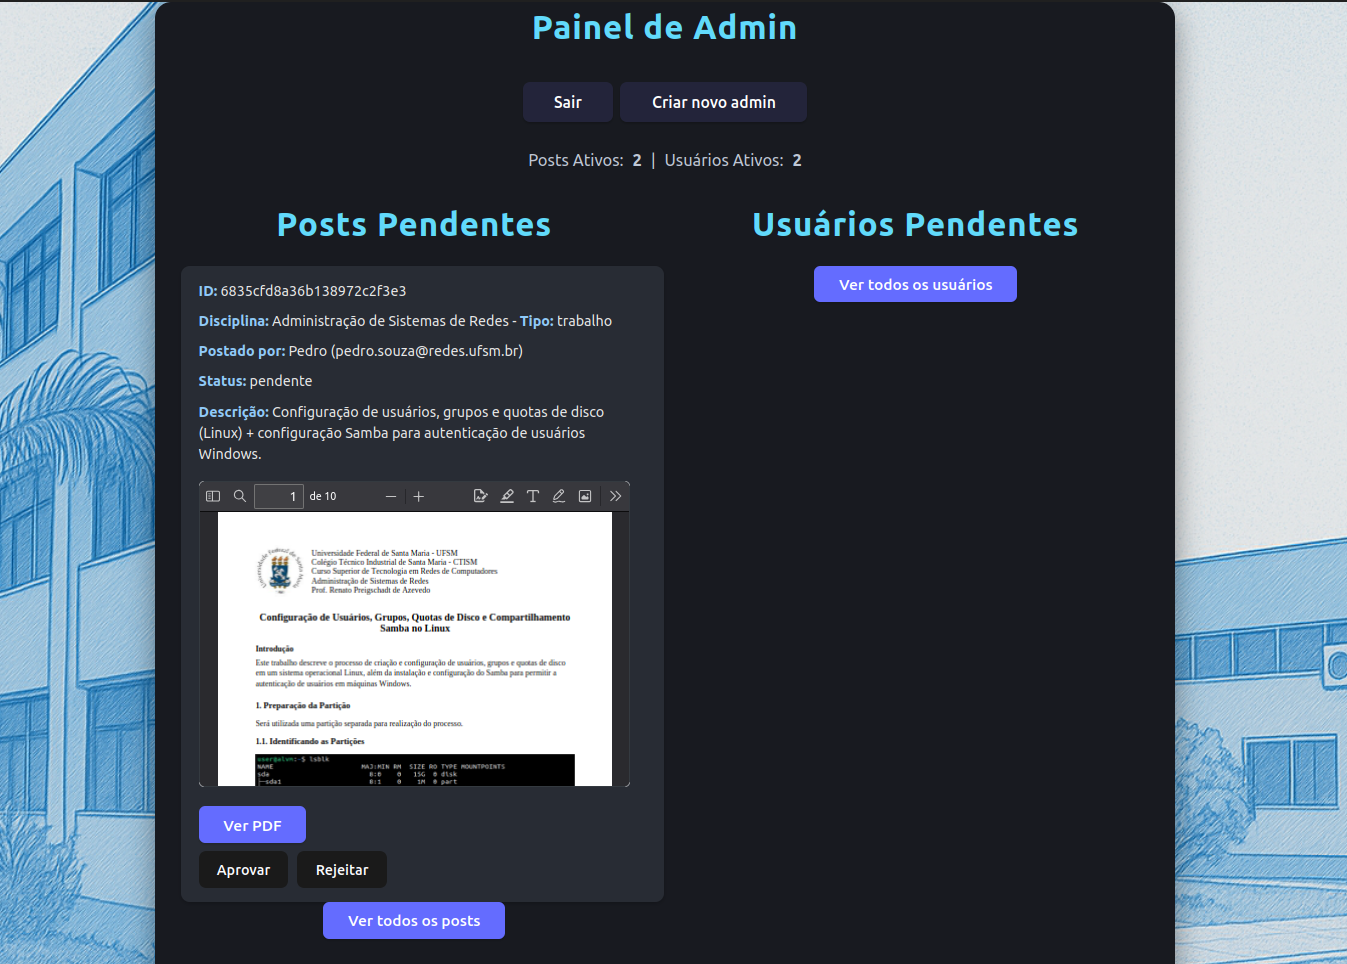 Painel de Admin
Sair
Criar novo admin
Posts Ativos: 2 | Usuários Ativos: 2
Posts Pendentes
ID: 6835cfd8a36b138972c2f3e3
Disciplina: Administração de Sistemas de Redes - Tipo: trabalho
Postado por: Pedro (pedro.souza@redes.ufsm.br)
Status: pendente
Descrição: Configuração de usuários, grupos e quotas de disco
(Linux) + configuração Samba para autenticação de usuários
Windows.
1 de 10
Universidade Federal de Santa Maria - UFSM
Colégio Técnico Industrial de Santa Maria - CTISM
Curso Superior de Tecnologia em Redes de Computadores
Administração de Sistemas de Redes
Prof. Renato Preigschadt de Azevedo
Configuração de Usuários, Grupos, Quotas de Disco e Compartilhamento
Samba no Linux
Introdução
Este trabalho descreve o processo de criação e configuração de usuários, grupos e quotas de disco
em um sistema operacional Linux, além da instalação e configuração do Samba para permitir a
autenticação de usuários em máquinas Windows.
1. Preparação da Partição
Será utilizada uma partição separada para realização do processo.
1.1. Identificando as Partições
user@alvm:~$ lsblk
NAME MAJ:MIN RM SIZE RO TYPE MOUNTPOINTS
sda 8:0 0 15G 0 disk
├─sda1 8:1 0 1M 0 part
Ver PDF
Aprovar
Rejeitar
Ver todos os posts
Usuários Pendentes
Ver todos os usuários